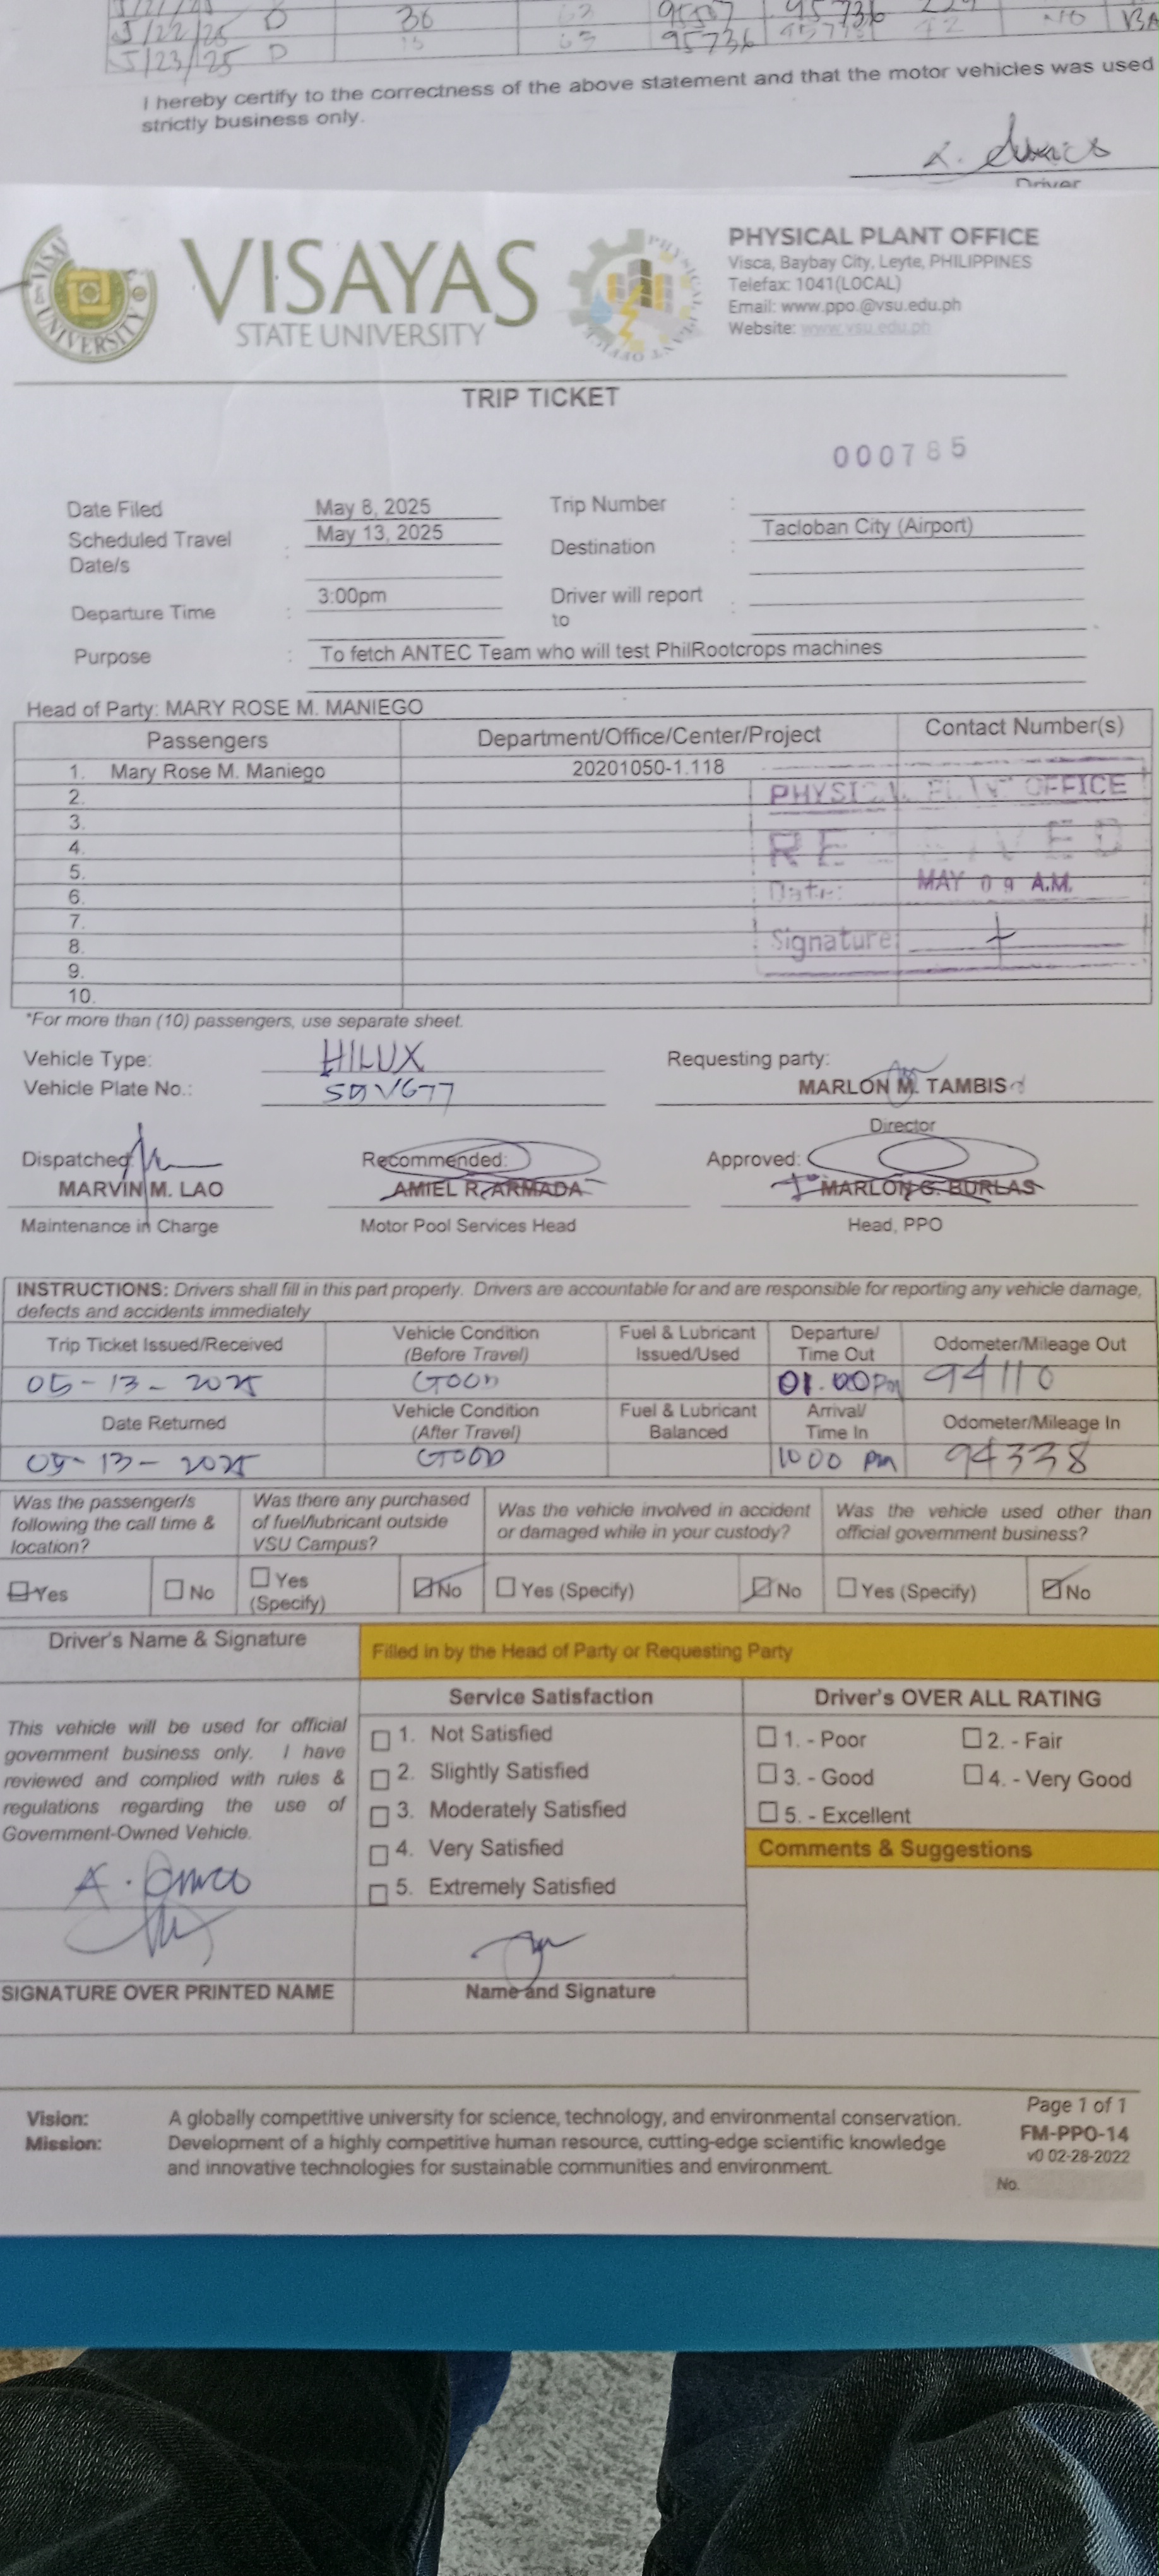 J/22/25 D 36 63 95507 95736 229 NO BA
J/23/25 D 65 95736
I hereby certify to the correctness of the above statement and that the motor vehicles was used
strictly business only.
Driver
VISAYAS
STATE UNIVERSITY
PHYSICAL PLANT OFFICE
Visca, Baybay City, Leyte, PHILIPPINES
Telefax: 1041(LOCAL)
Email: www.ppo.@vsu.edu.ph
Website: www.vsu.edu.ph
TRIP TICKET
000785
Date Filed May 8, 2025 Trip Number :
Scheduled Travel Date/s : May 13, 2025 Destination : Tacloban City (Airport)
Departure Time : 3:00pm Driver will report to :
Purpose : To fetch ANTEC Team who will test PhilRootcrops machines
Head of Party: MARY ROSE M. MANIEGO
Passengers Department/Office/Center/Project Contact Number(s)
1. Mary Rose M. Maniego 20201050-1.118
2.
3.
4.
5.
6.
7.
8.
9.
10.
PHYSICAL PLANT OFFICE
RECEIVED
Date: MAY 09 A.M.
Signature
*For more than (10) passengers, use separate sheet.
Vehicle Type: HILUX Requesting party:
Vehicle Plate No.: MARLON M. TAMBIS
Director
Dispatched: Recommended: Approved:
MARVIN M. LAO AMIEL R. ARMADA MARLON G. BURLAS
Maintenance in Charge Motor Pool Services Head Head, PPO
INSTRUCTIONS: Drivers shall fill in this part properly. Drivers are accountable for and are responsible for reporting any vehicle damage,
defects and accidents immediately
Trip Ticket Issued/Received Vehicle Condition (Before Travel) Fuel & Lubricant Issued/Used Departure/ Time Out Odometer/Mileage Out
05-13-2025 GOOD 01.00Pm 94110
Date Returned Vehicle Condition (After Travel) Fuel & Lubricant Balanced Arrival/ Time In Odometer/Mileage In
05-13-2025 GOOD 1000 pm 94338
Was the passenger/s following the call time & location? Was there any purchased of fuel/lubricant outside VSU Campus? Was the vehicle involved in accident or damaged while in your custody? Was the vehicle used other than official government business?
Yes No Yes (Specify) No Yes (Specify) No Yes (Specify) No
Driver's Name & Signature Filled in by the Head of Party or Requesting Party
Service Satisfaction Driver's OVER ALL RATING
This vehicle will be used for official
government business only. I have
reviewed and complied with rules &
regulations regarding the use of
Government-Owned Vehicle.
1. Not Satisfied
2. Slightly Satisfied
3. Moderately Satisfied
4. Very Satisfied
5. Extremely Satisfied
1. - Poor 2. - Fair
3. - Good 4. - Very Good
5. - Excellent
Comments & Suggestions
SIGNATURE OVER PRINTED NAME Name and Signature
Vision: A globally competitive university for science, technology, and environmental conservation.
Mission: Development of a highly competitive human resource, cutting-edge scientific knowledge
and innovative technologies for sustainable communities and environment.
Page 1 of 1
FM-PPO-14
v0 02-28-2022
No.